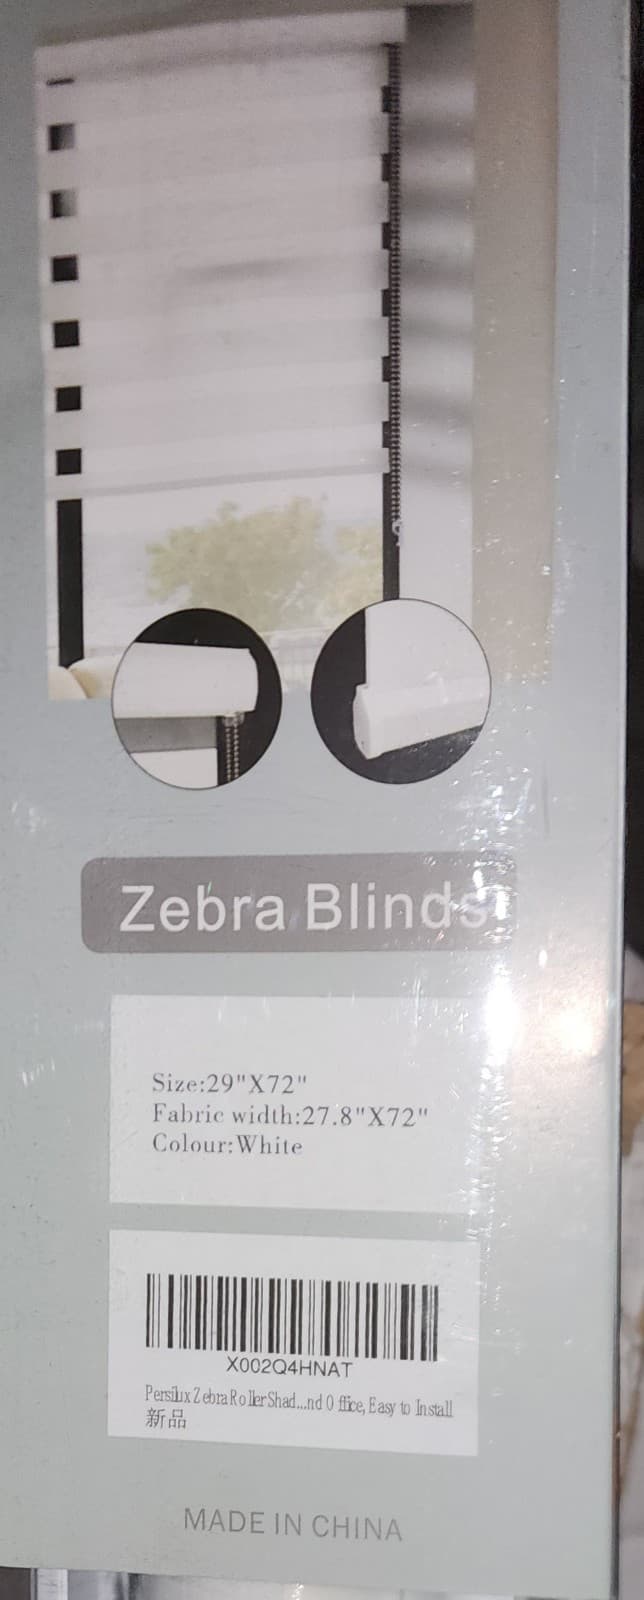 Zebra Blinds
Size:29"X72"
Fabric width:27.8"X72"
Colour:White
X002Q4HNAT
Persilux Zebra Roller Shad...nd Office, Easy to Install
新品
MADE IN CHINA